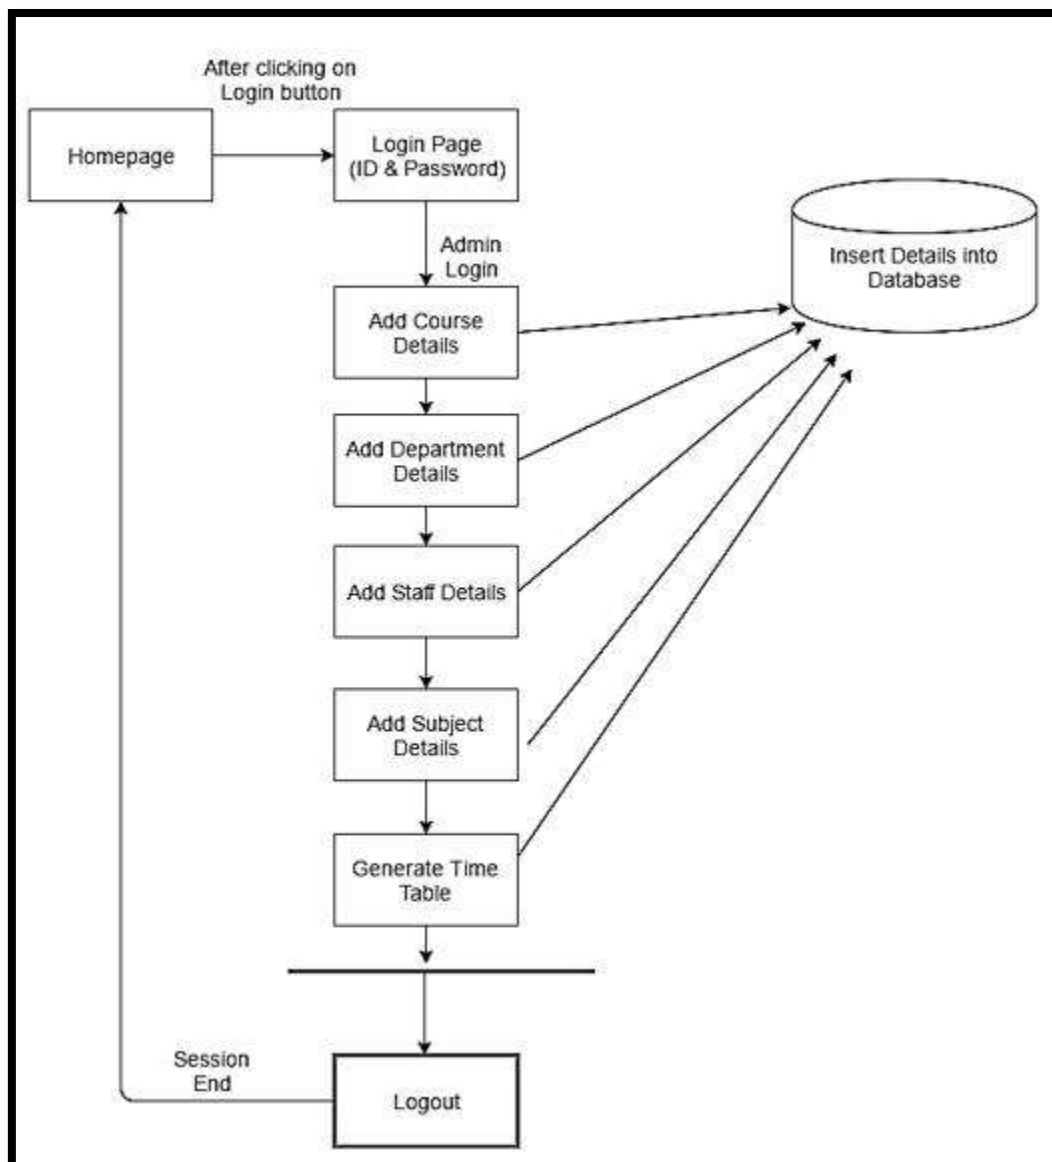 After clicking on
Login button
Homepage
Login Page
(ID & Password)
Admin
Login
Insert Details into
Database
Add Course
Details
Add Department
Details
Add Staff Details
Add Subject
Details
Generate Time
Table
Session
End
Logout